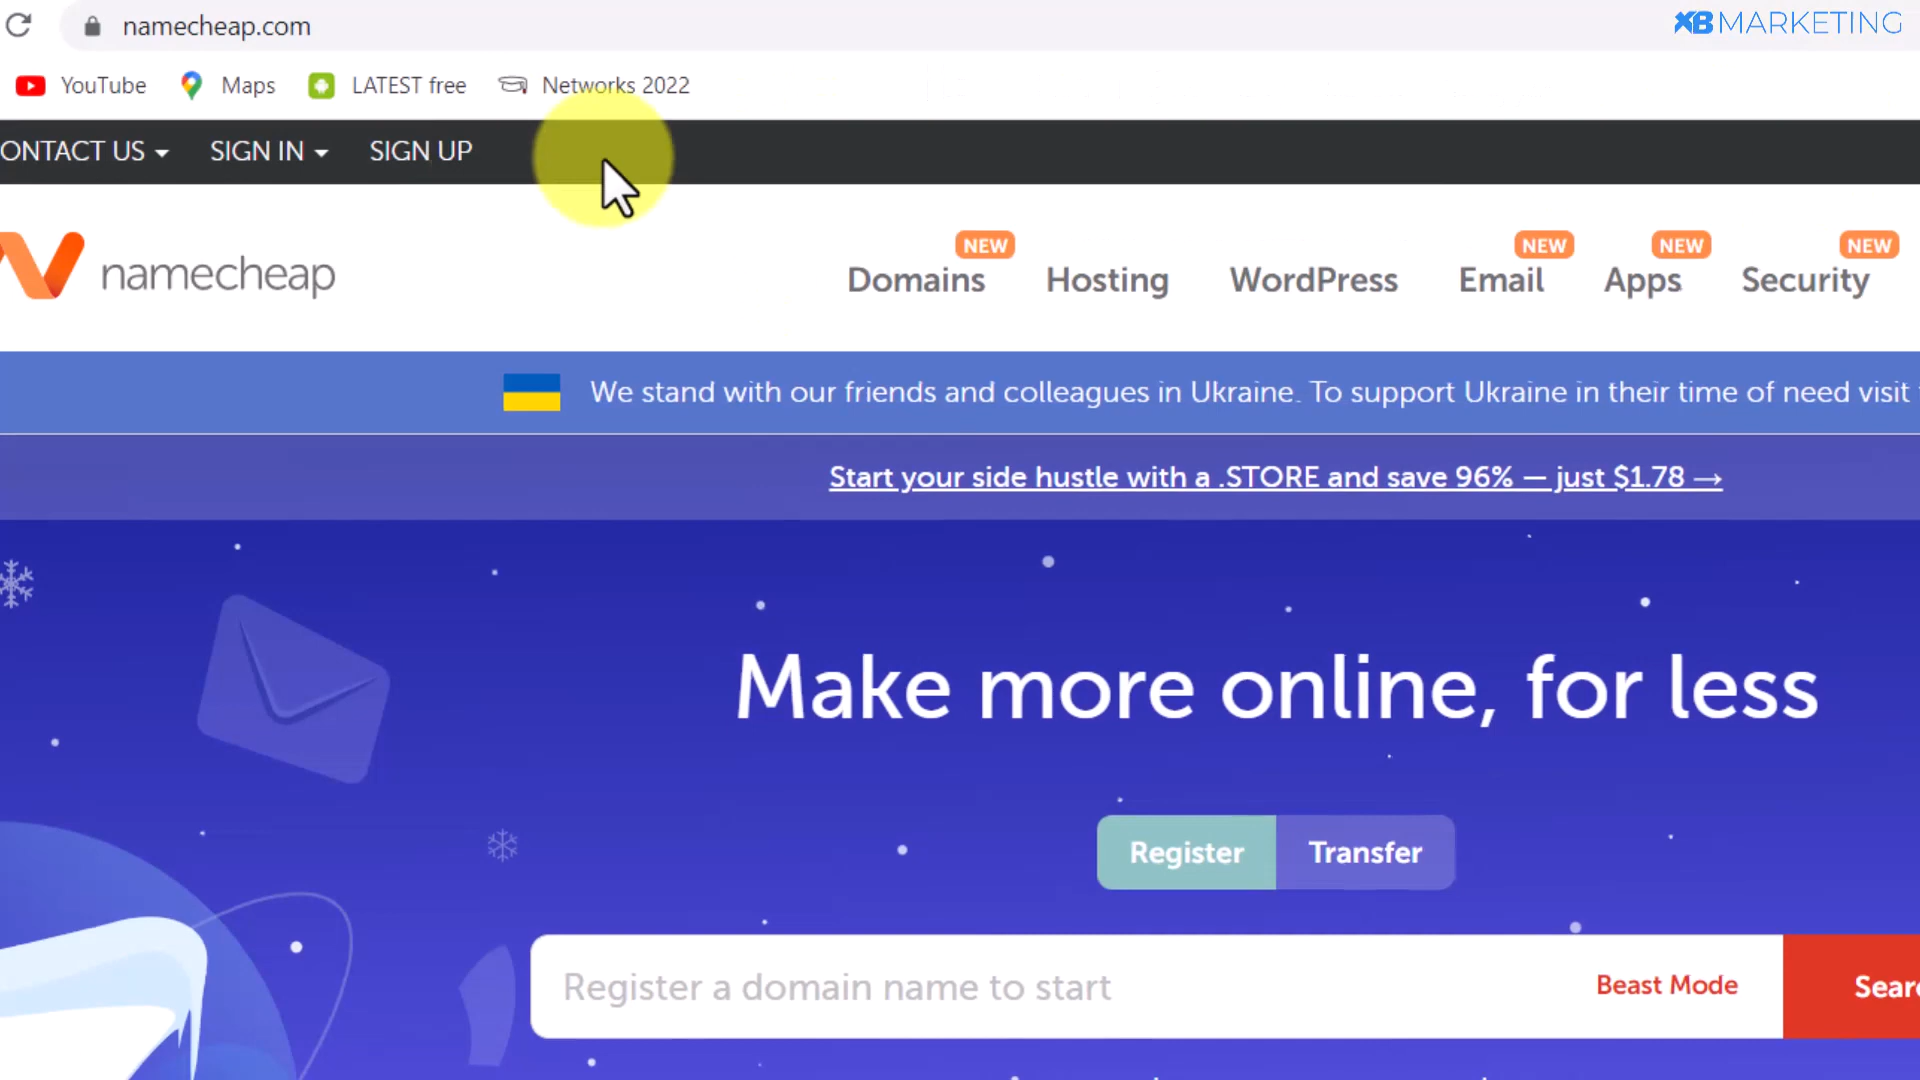 namecheap.com
XB MARKETING
YouTube Maps LATEST free Networks 2022
ONTACT US SIGN IN SIGN UP
namecheap
NEW NEW NEW NEW
Domains Hosting WordPress Email Apps Security
We stand with our friends and colleagues in Ukraine. To support Ukraine in their time of need visit
Start your side hustle with a .STORE and save 96% — just $1.78 →
Make more online, for less
Register Transfer
Register a domain name to start Beast Mode Sear